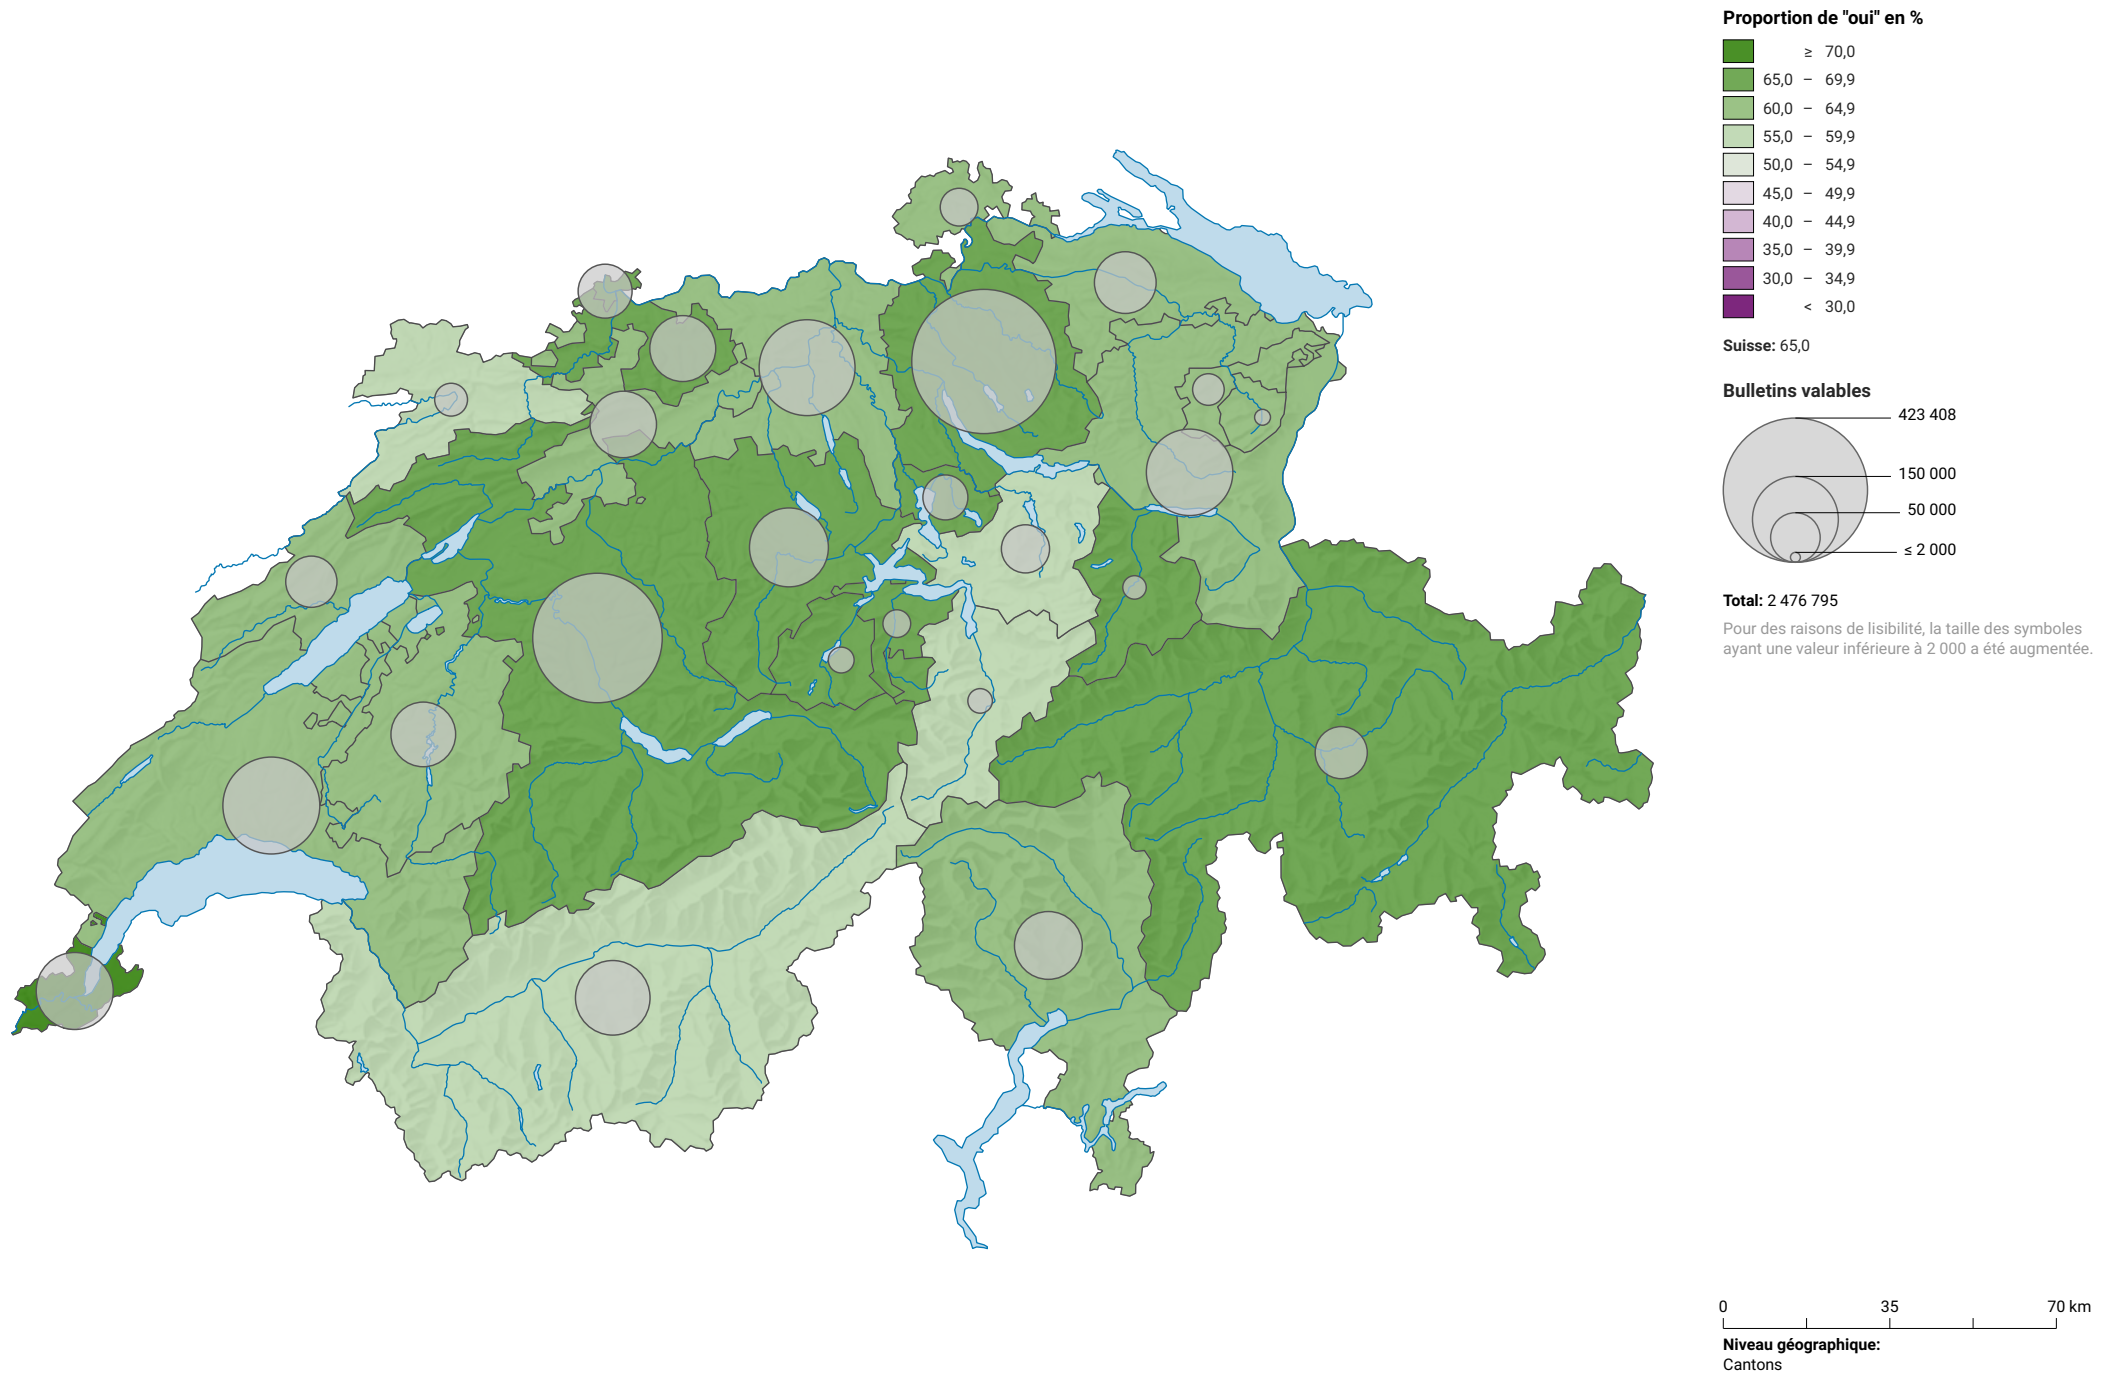 Proportion de "oui" en %
≥ 70,0
65,0 – 69,9
60,0 – 64,9
55,0 – 59,9
50,0 – 54,9
45,0 – 49,9
40,0 – 44,9
35,0 – 39,9
30,0 – 34,9
< 30,0
Suisse: 65,0
Bulletins valables
423 408
150 000
50 000
≤ 2 000
Total: 2 476 795
Pour des raisons de lisibilité, la taille des symboles
ayant une valeur inférieure à 2 000 a été augmentée.
0 35 70 km
Niveau géographique:
Cantons